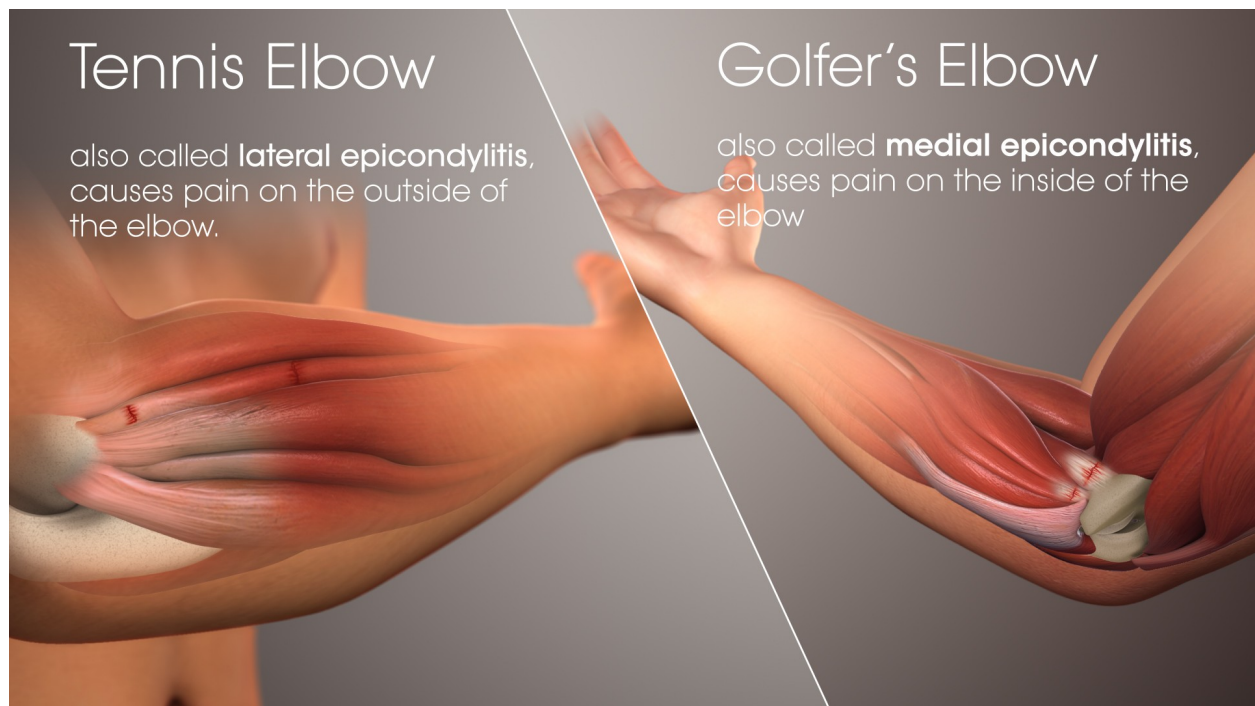 Tennis Elbow
also called lateral epicondylitis,
causes pain on the outside of
the elbow.
Golfer's Elbow
also called medial epicondylitis,
causes pain on the inside of the
elbow